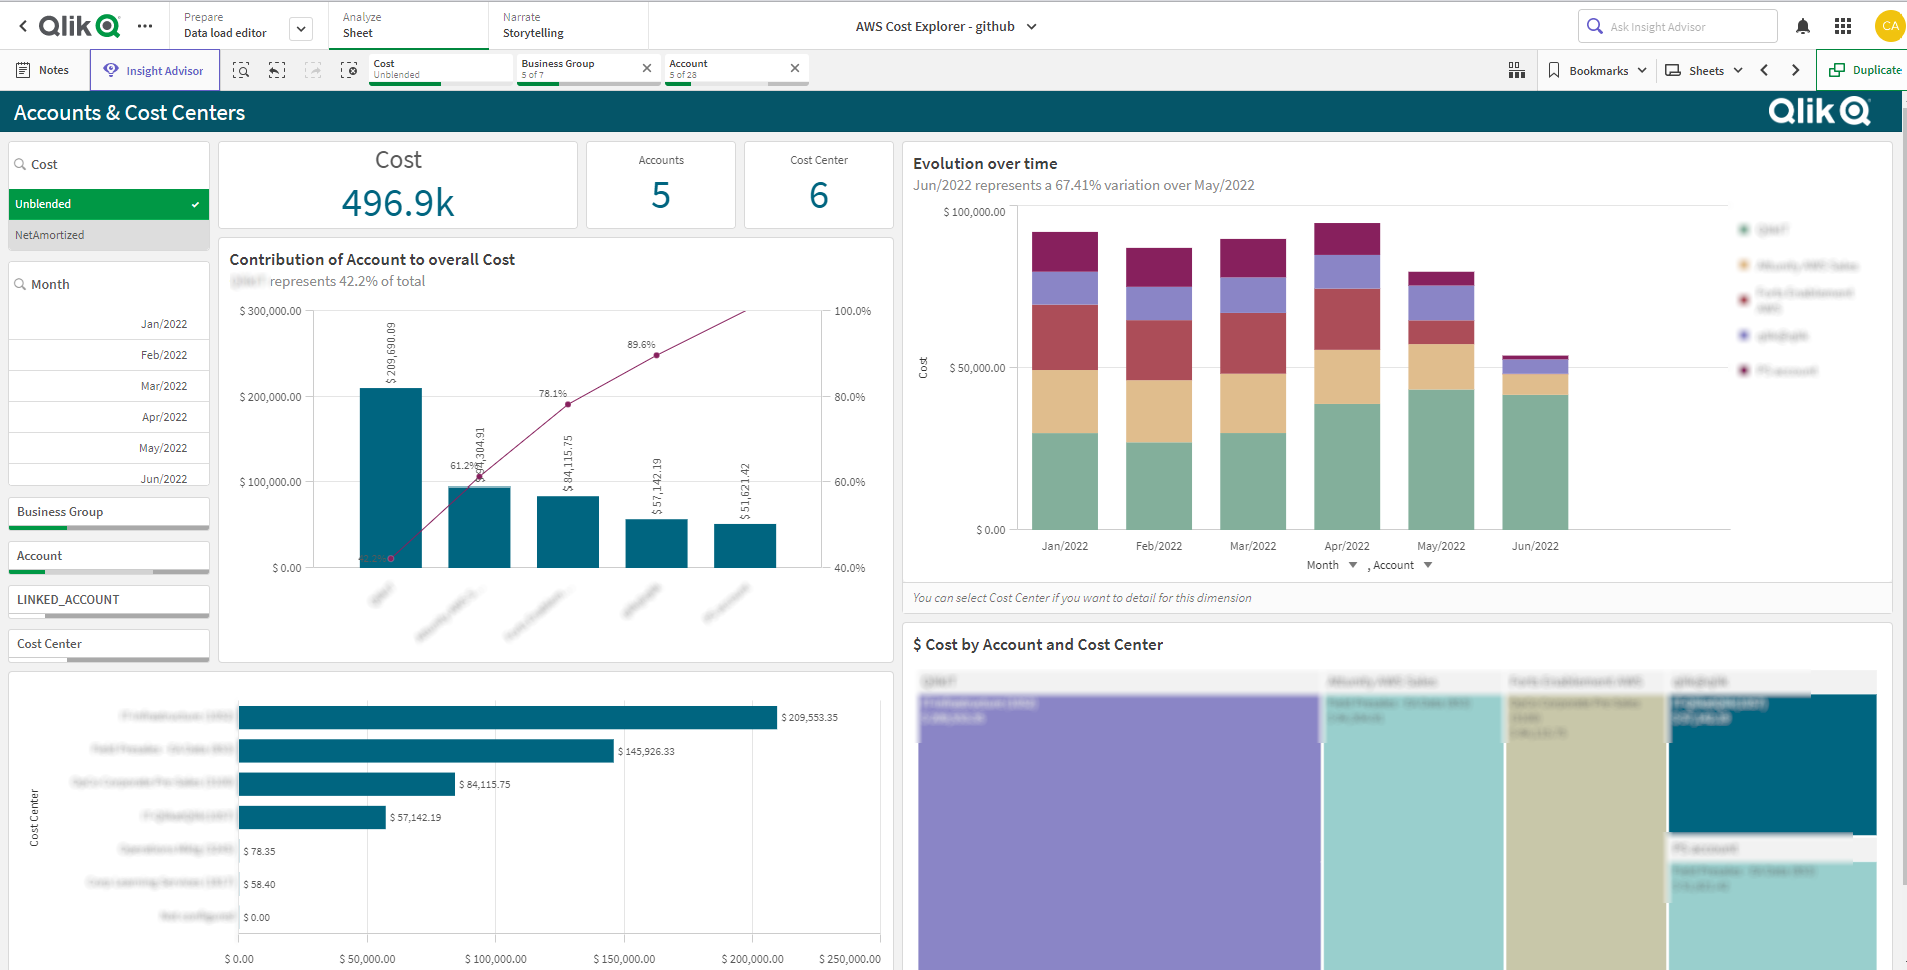 Qlik
Prepare
Data load editor
Analyze
Sheet
Narrate
Storytelling
AWS Cost Explorer - github
Ask Insight Advisor
CA
Notes
Insight Advisor
Cost
Unblended
Business Group
5 of 7
Account
5 of 28
Bookmarks
Sheets
Duplicate
Accounts & Cost Centers
Qlik
Cost
Unblended
NetAmortized
Month
Jan/2022
Feb/2022
Mar/2022
Apr/2022
May/2022
Jun/2022
Business Group
Account
LINKED_ACCOUNT
Cost Center
Cost
496.9k
Accounts
5
Cost Center
6
Contribution of Account to overall Cost
represents 42.2% of total
$ 300,000.00
$ 200,000.00
$ 100,000.00
$ 0.00
$ 209,690.09
$ 94,304.91
$ 84,115.75
$ 57,142.19
$ 51,621.42
42.2%
61.2%
78.1%
89.6%
100.0%
80.0%
60.0%
40.0%
Evolution over time
Jun/2022 represents a 67.41% variation over May/2022
$ 100,000.00
$ 50,000.00
$ 0.00
Cost
Jan/2022
Feb/2022
Mar/2022
Apr/2022
May/2022
Jun/2022
Month , Account
You can select Cost Center if you want to detail for this dimension
Cost Center
$ 209,553.35
$ 145,926.33
$ 84,115.75
$ 57,142.19
$ 78.35
$ 58.40
$ 0.00
$ 0.00
$ 50,000.00
$ 100,000.00
$ 150,000.00
$ 200,000.00
$ 250,000.00
$ Cost by Account and Cost Center